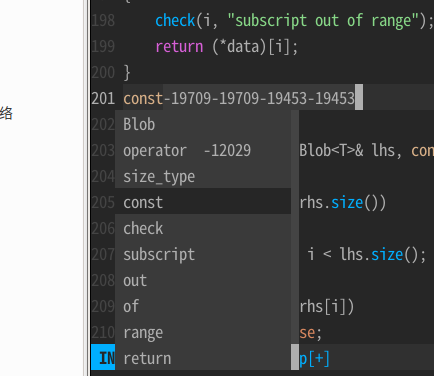 {
198 check(i, "subscript out of range");
199 return (*data)[i];
200 }
201 const-19709-19709-19453-19453
络
202 Blob
203 operator -12029 Blob<T>& lhs, con
204 size_type
205 const rhs.size())
206 check
207 subscript i < lhs.size();
208 out
209 of rhs[i])
210 range se;
IN return p[+]